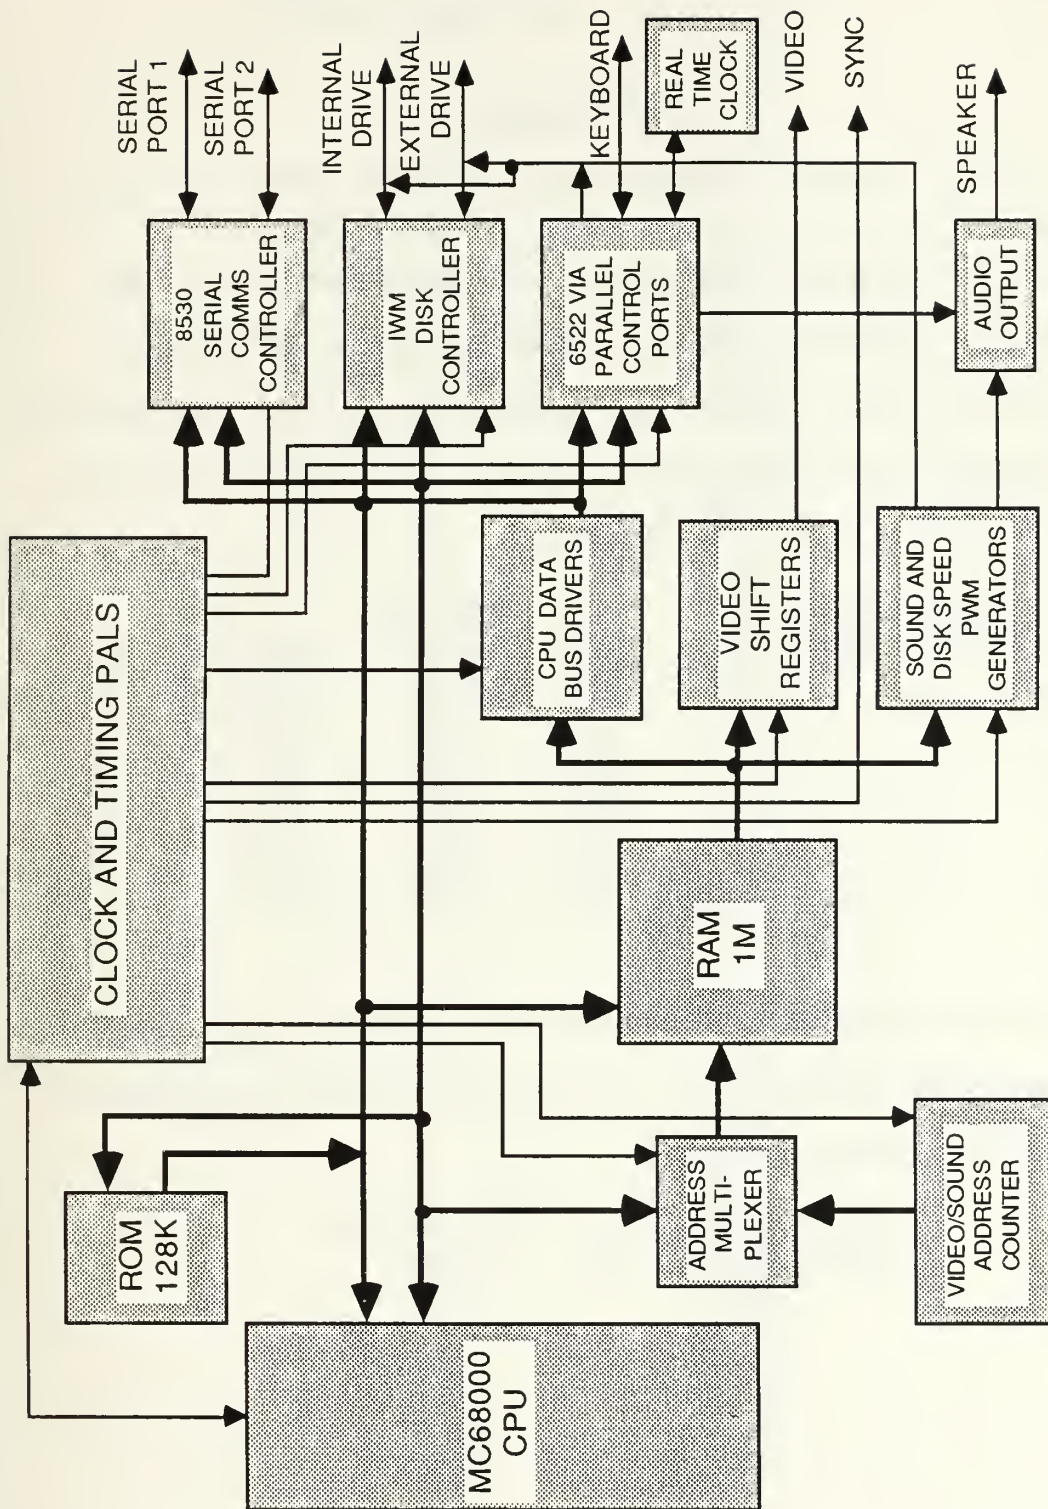 SERIAL
PORT 1
SERIAL
PORT 2
INTERNAL
DRIVE
EXTERNAL
DRIVE
KEYBOARD
REAL
TIME
CLOCK
VIDEO
SYNC
SPEAKER
8530
SERIAL
COMMS
CONTROLLER
IWM
DISK
CONTROLLER
6522 VIA
PARALLEL
CONTROL
PORTS
AUDIO
OUTPUT
CLOCK AND TIMING PALS
CPU DATA
BUS DRIVERS
VIDEO
SHIFT
REGISTERS
SOUND AND
DISK SPEED
PWM
GENERATORS
RAM
1M
ROM
128K
ADDRESS
MULTI-
PLEXER
VIDEO/SOUND
ADDRESS
COUNTER
MC68000
CPU